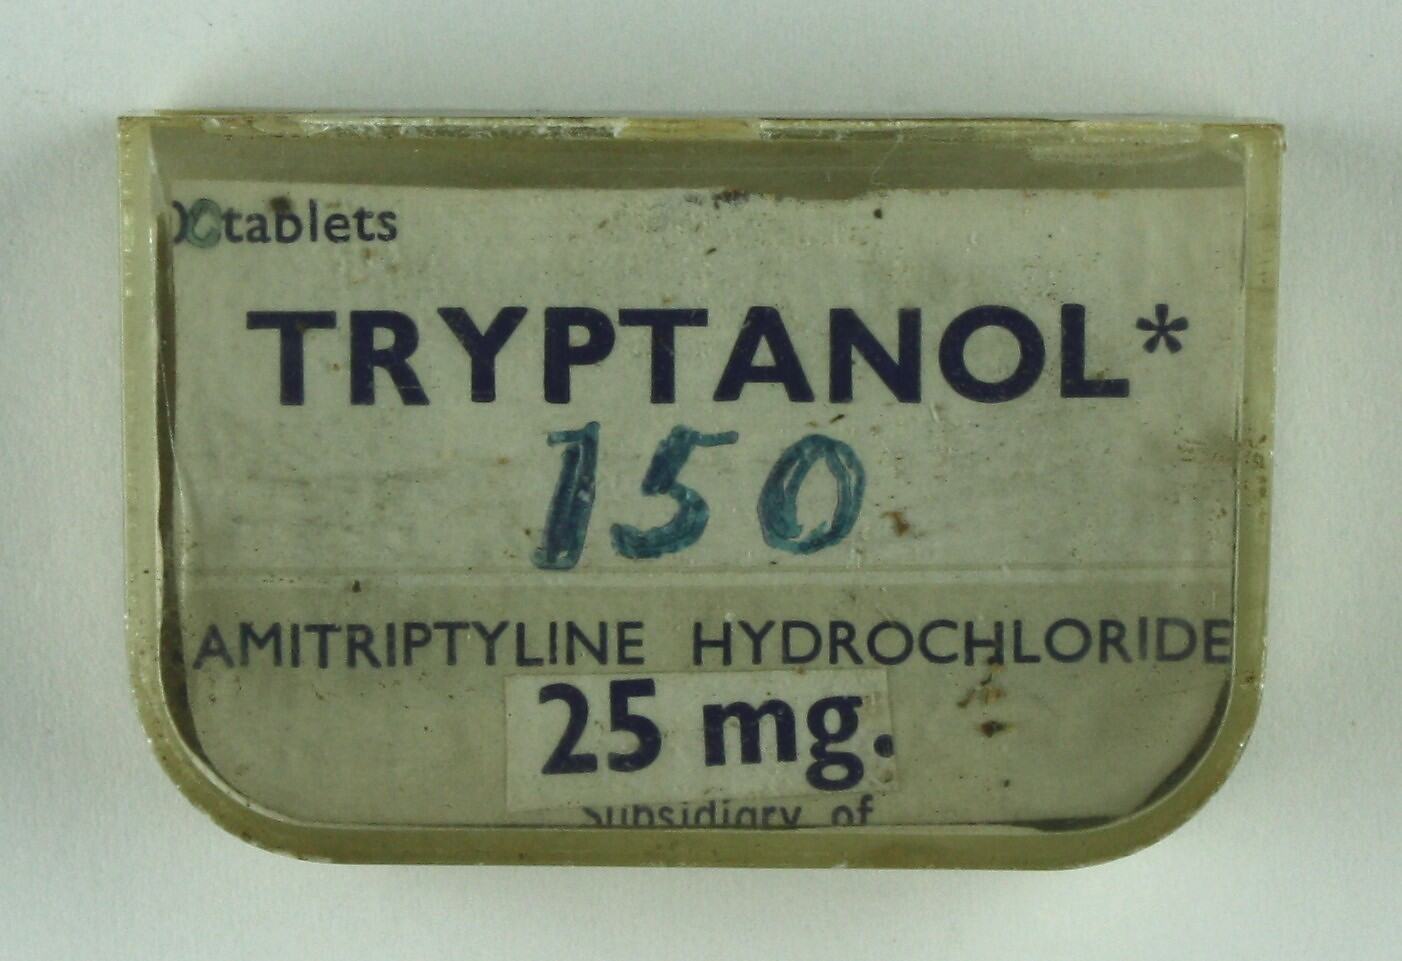 tablets
TRYPTANOL*
150
AMITRIPTYLINE HYDROCHLORIDE
25 mg.
Subsidiary of